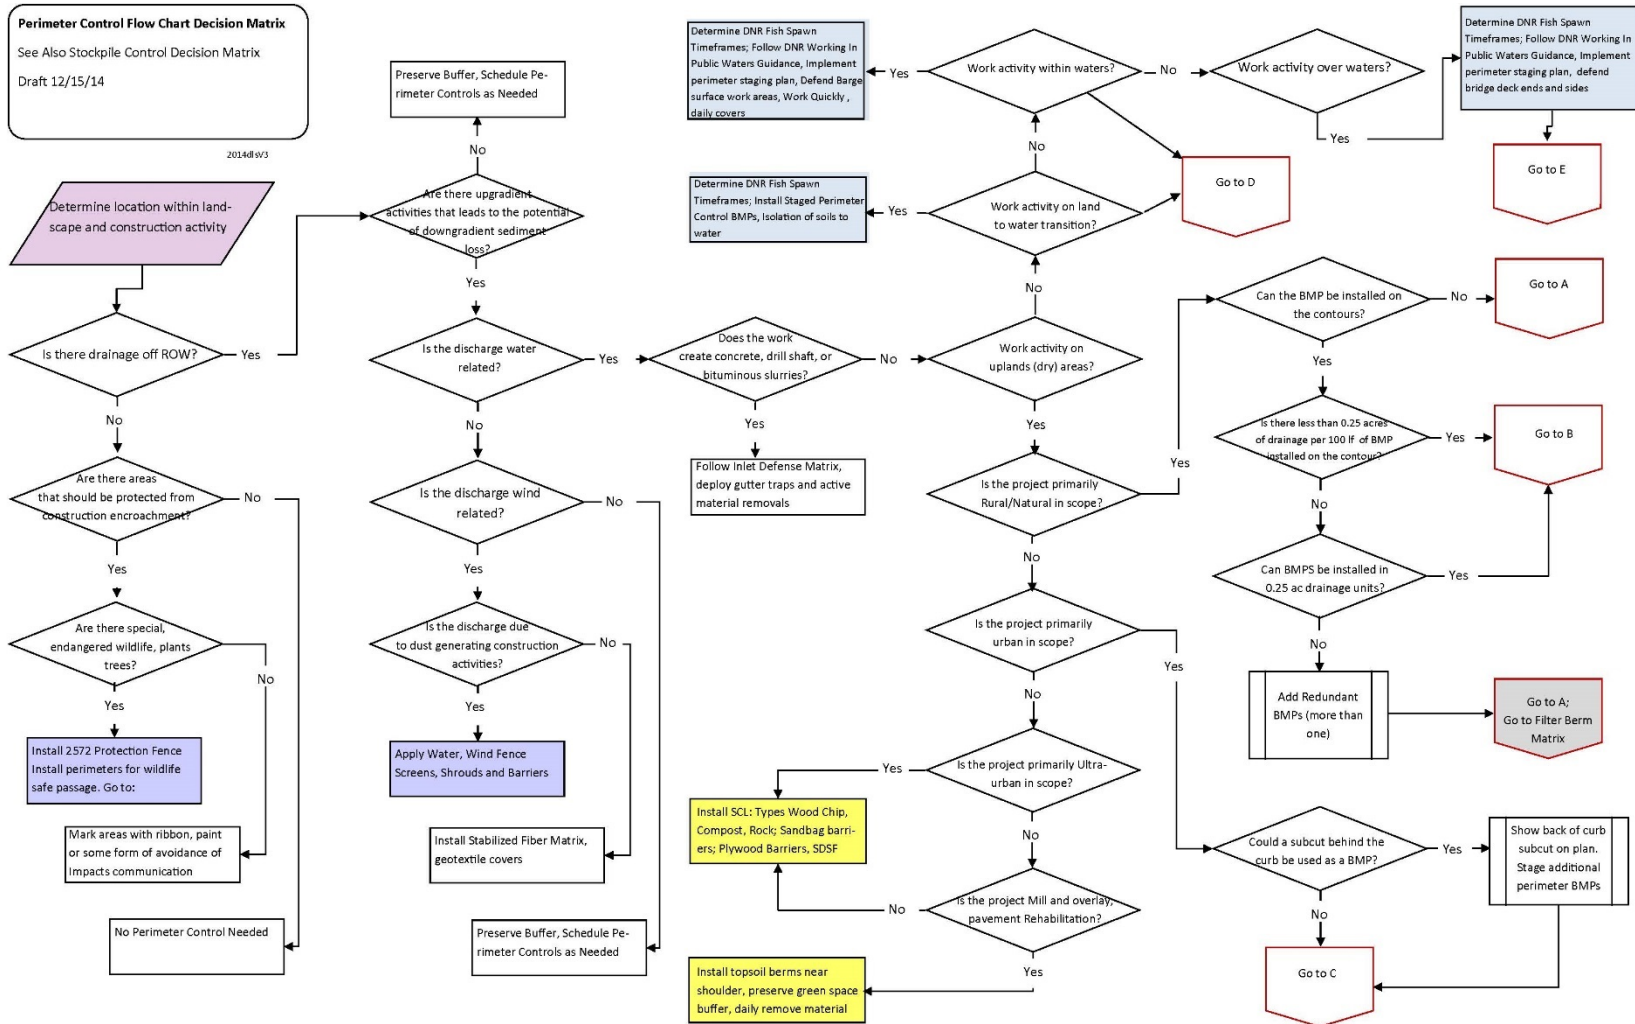 Perimeter Control Flow Chart Decision Matrix
See Also Stockpile Control Decision Matrix
Draft 12/15/14
2014dlsV3
Determine location within land-
scape and construction activity
Is there drainage off ROW?
Yes
No
Are there areas
that should be protected from
construction encroachment?
No
Yes
Are there special,
endangered wildlife, plants
trees?
No
Yes
Install 2572 Protection Fence
Install perimeters for wildlife
safe passage. Go to:
Mark areas with ribbon, paint
or some form of avoidance of
Impacts communication
No Perimeter Control Needed
Preserve Buffer, Schedule Pe-
rimeter Controls as Needed
No
Are there upgradient
activities that leads to the potential
of downgradient sediment
loss?
Yes
Is the discharge water
related?
Yes
No
Is the discharge wind
related?
No
Yes
Is the discharge due
to dust generating construction
activities?
No
Yes
Apply Water, Wind Fence
Screens, Shrouds and Barriers
Install Stabilized Fiber Matrix,
geotextile covers
Preserve Buffer, Schedule Pe-
rimeter Controls as Needed
Does the work
create concrete, drill shaft, or
bituminous slurries?
No
Yes
Follow Inlet Defense Matrix,
deploy gutter traps and active
material removals
Determine DNR Fish Spawn
Timeframes; Follow DNR Working In
Public Waters Guidance, Implement
perimeter staging plan, Defend Barge
surface work areas, Work Quickly ,
daily covers
Yes
Work activity within waters?
No
Work activity over waters?
Yes
Determine DNR Fish Spawn
Timeframes; Follow DNR Working In
Public Waters Guidance, Implement
perimeter staging plan, defend
bridge deck ends and sides
Go to E
No
Determine DNR Fish Spawn
Timeframes; Install Staged Perimeter
Control BMPs, Isolation of soils to
water
Yes
Work activity on land
to water transition?
Go to D
No
Work activity on
uplands (dry) areas?
Yes
Is the project primarily
Rural/Natural in scope?
Yes
No
Is the project primarily
urban in scope?
Yes
No
Is the project primarily Ultra-
urban in scope?
Yes
Install SCL: Types Wood Chip,
Compost, Rock; Sandbag barri-
ers; Plywood Barriers, SDSF
No
Is the project Mill and overlay,
pavement Rehabilitation?
Yes
Install topsoil berms near
shoulder, preserve green space
buffer, daily remove material
Can the BMP be installed on
the contours?
No
Go to A
Yes
Is there less than 0.25 acres
of drainage per 100 lf of BMP
installed on the contour?
Yes
Go to B
No
Can BMPS be installed in
0.25 ac drainage units?
Yes
No
Add Redundant
BMPs (more than
one)
Go to A;
Go to Filter Berm
Matrix
Could a subcut behind the
curb be used as a BMP?
Yes
Show back of curb
subcut on plan.
Stage additional
perimeter BMPs
No
Go to C